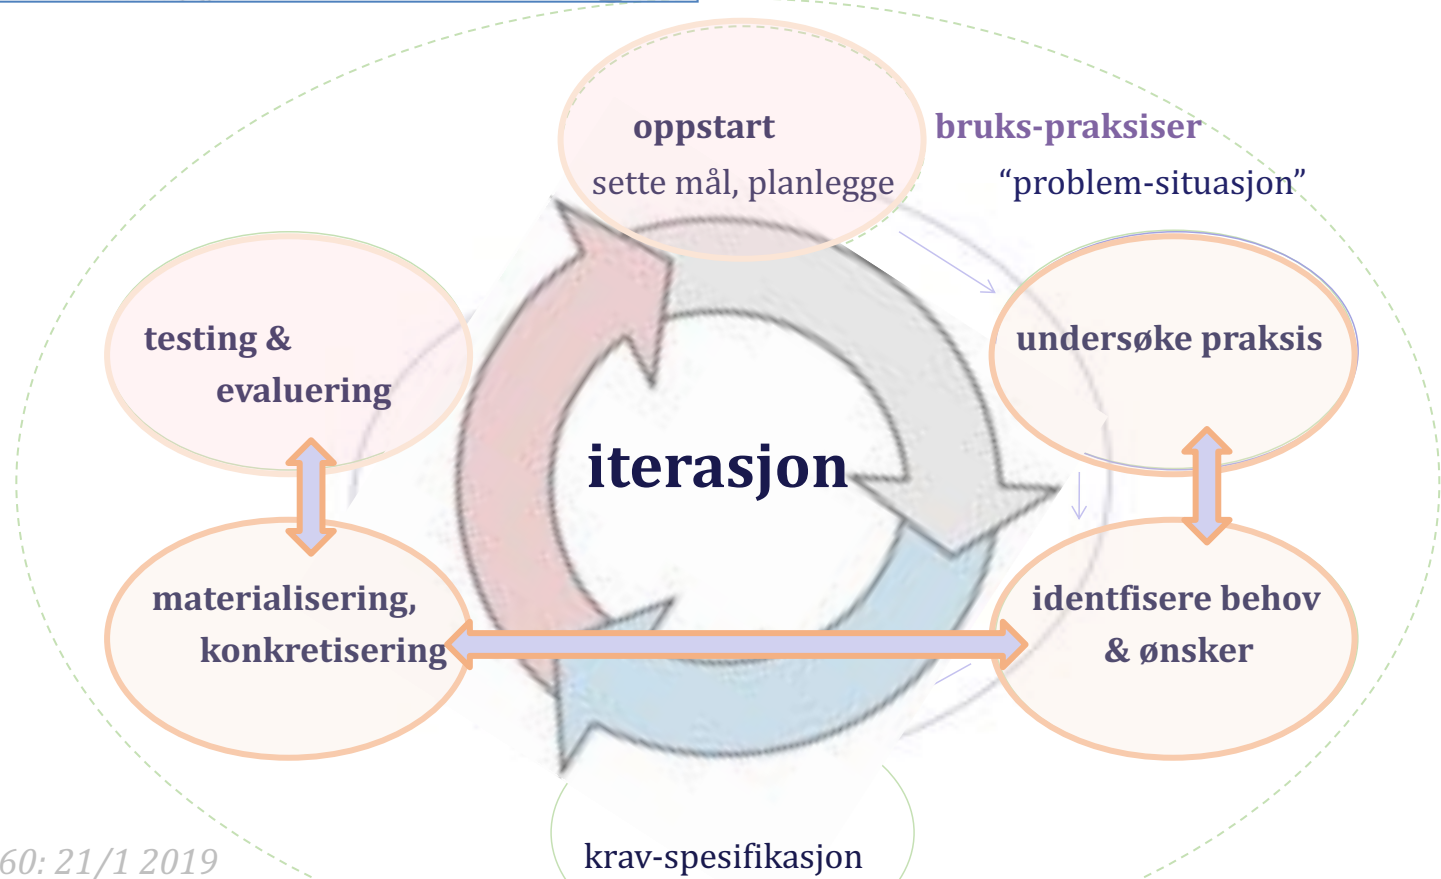 oppstart
bruks-praksiser
sette mål, planlegge
“problem-situasjon”
testing &
evaluering
undersøke praksis
iterasjon
materialisering,
konkretisering
identfisere behov
& ønsker
krav-spesifikasjon
60: 21/1 2019